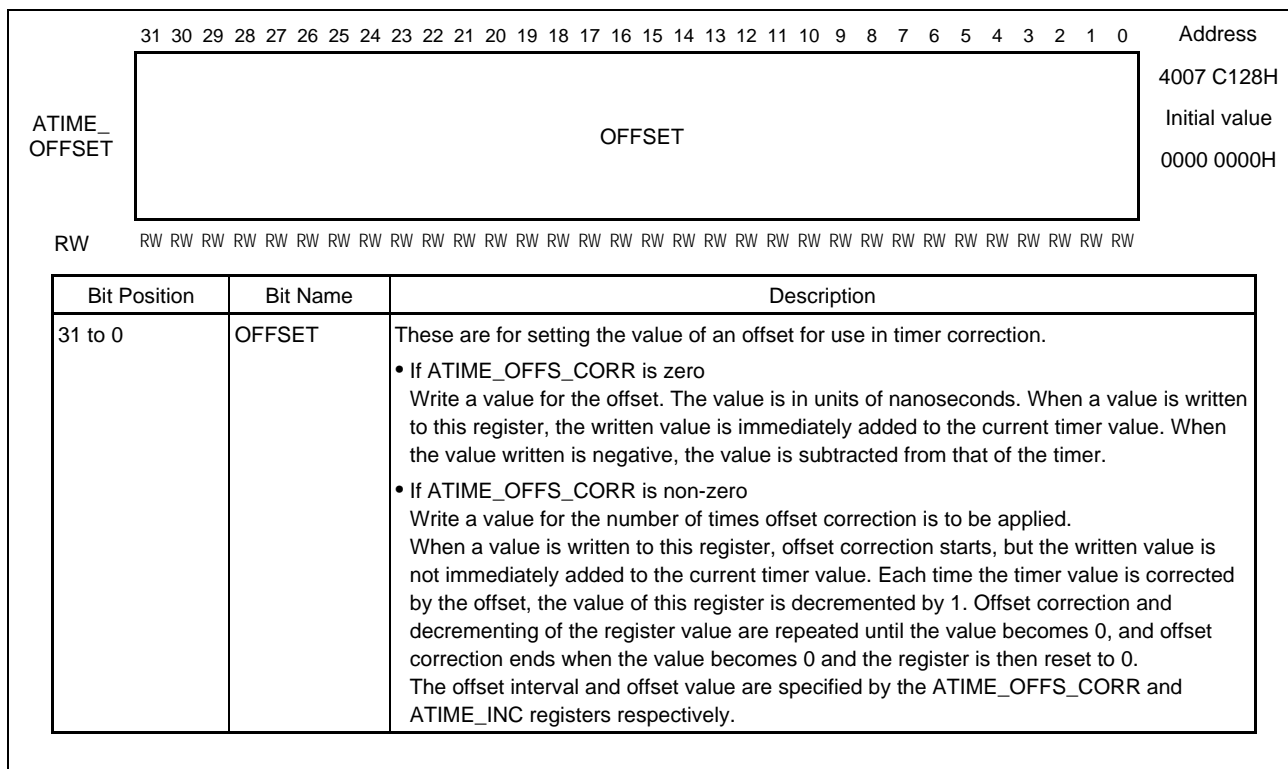 31 30 29 28 27 26 25 24 23 22 21 20 19 18 17 16 15 14 13 12 11 10 9 8 7 6 5 4 3 2 1 0 Address
4007 C128H
ATIME_
OFFSET
OFFSET
Initial value
0000 0000H
RW RW RW RW RW RW RW RW RW RW RW RW RW RW RW RW RW RW RW RW RW RW RW RW RW RW RW RW RW RW RW RW RW
Bit Position Bit Name Description
31 to 0 OFFSET These are for setting the value of an offset for use in timer correction.
• If ATIME_OFFS_CORR is zero
Write a value for the offset. The value is in units of nanoseconds. When a value is written
to this register, the written value is immediately added to the current timer value. When
the value written is negative, the value is subtracted from that of the timer.
• If ATIME_OFFS_CORR is non-zero
Write a value for the number of times offset correction is to be applied.
When a value is written to this register, offset correction starts, but the written value is
not immediately added to the current timer value. Each time the timer value is corrected
by the offset, the value of this register is decremented by 1. Offset correction and
decrementing of the register value are repeated until the value becomes 0, and offset
correction ends when the value becomes 0 and the register is then reset to 0.
The offset interval and offset value are specified by the ATIME_OFFS_CORR and
ATIME_INC registers respectively.